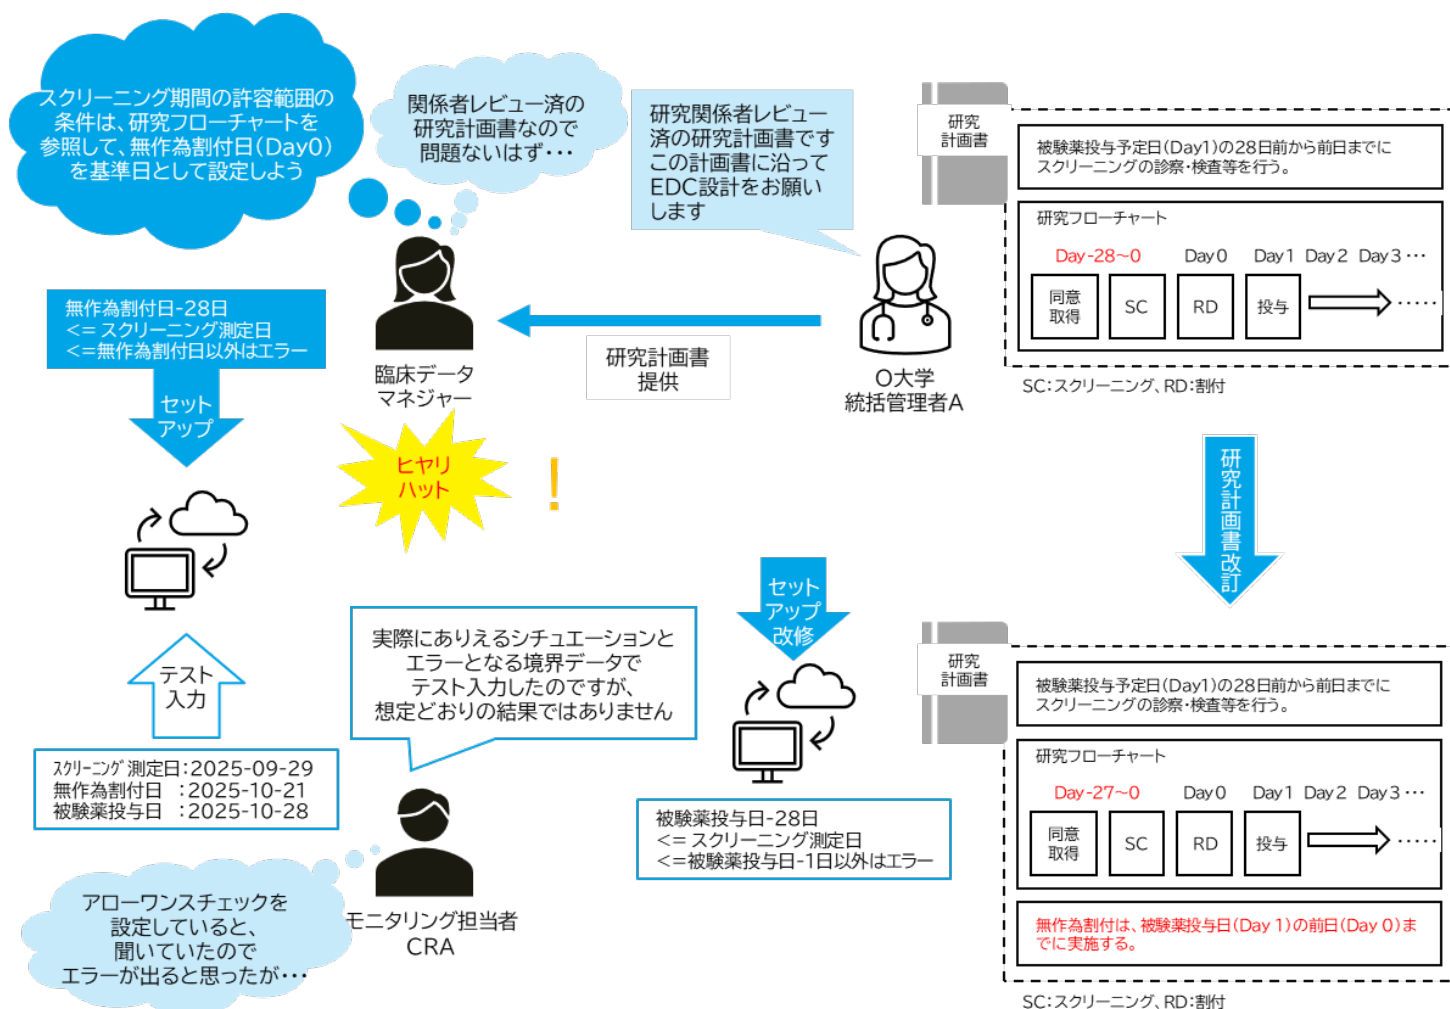 スクリーニング期間の許容範囲の
条件は、研究フローチャートを
参照して、無作為割付日(Day0)
を基準日として設定しよう
関係者レビュー済の
研究計画書なので
問題ないはず・・・
研究関係者レビュー
済の研究計画書です
この計画書に沿って
EDC設計をお願い
します
研究
計画書
被験薬投与予定日(Day1)の28日前から前日までに
スクリーニングの診察・検査等を行う。
研究フローチャート
Day-28～0 Day0 Day1 Day2 Day3・・・
同意
取得
SC
RD
投与
・・・・・
SC:スクリーニング、RD:割付
無作為割付日-28日
<= スクリーニング測定日
<=無作為割付日以外はエラー
臨床データ
マネジャー
研究計画書
提供
O大学
統括管理者A
セット
アップ
ヒヤリ
ハット
!
研究計画書改訂
テスト
入力
スクリーニング測定日:2025-09-29
無作為割付日 :2025-10-21
被験薬投与日 :2025-10-28
実際にありえるシチュエーションと
エラーとなる境界データで
テスト入力したのですが、
想定どおりの結果ではありません
アローワンスチェックを
設定していると、
聞いていたので
エラーが出ると思ったが・・・
モニタリング担当者
CRA
セット
アップ
改修
被験薬投与日-28日
<= スクリーニング測定日
<=被験薬投与日-1日以外はエラー
研究
計画書
被験薬投与予定日(Day1)の28日前から前日までに
スクリーニングの診察・検査等を行う。
研究フローチャート
Day-27～0 Day0 Day1 Day2 Day3・・・
同意
取得
SC
RD
投与
・・・・・
無作為割付は、被験薬投与日(Day 1)の前日(Day 0)ま
でに実施する。
SC:スクリーニング、RD:割付